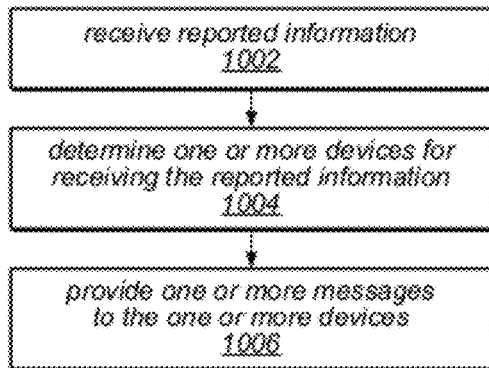 receive reported information
1002
determine one or more devices for
receiving the reported information
1004
provide one or more messages
to the one or more devices
1006